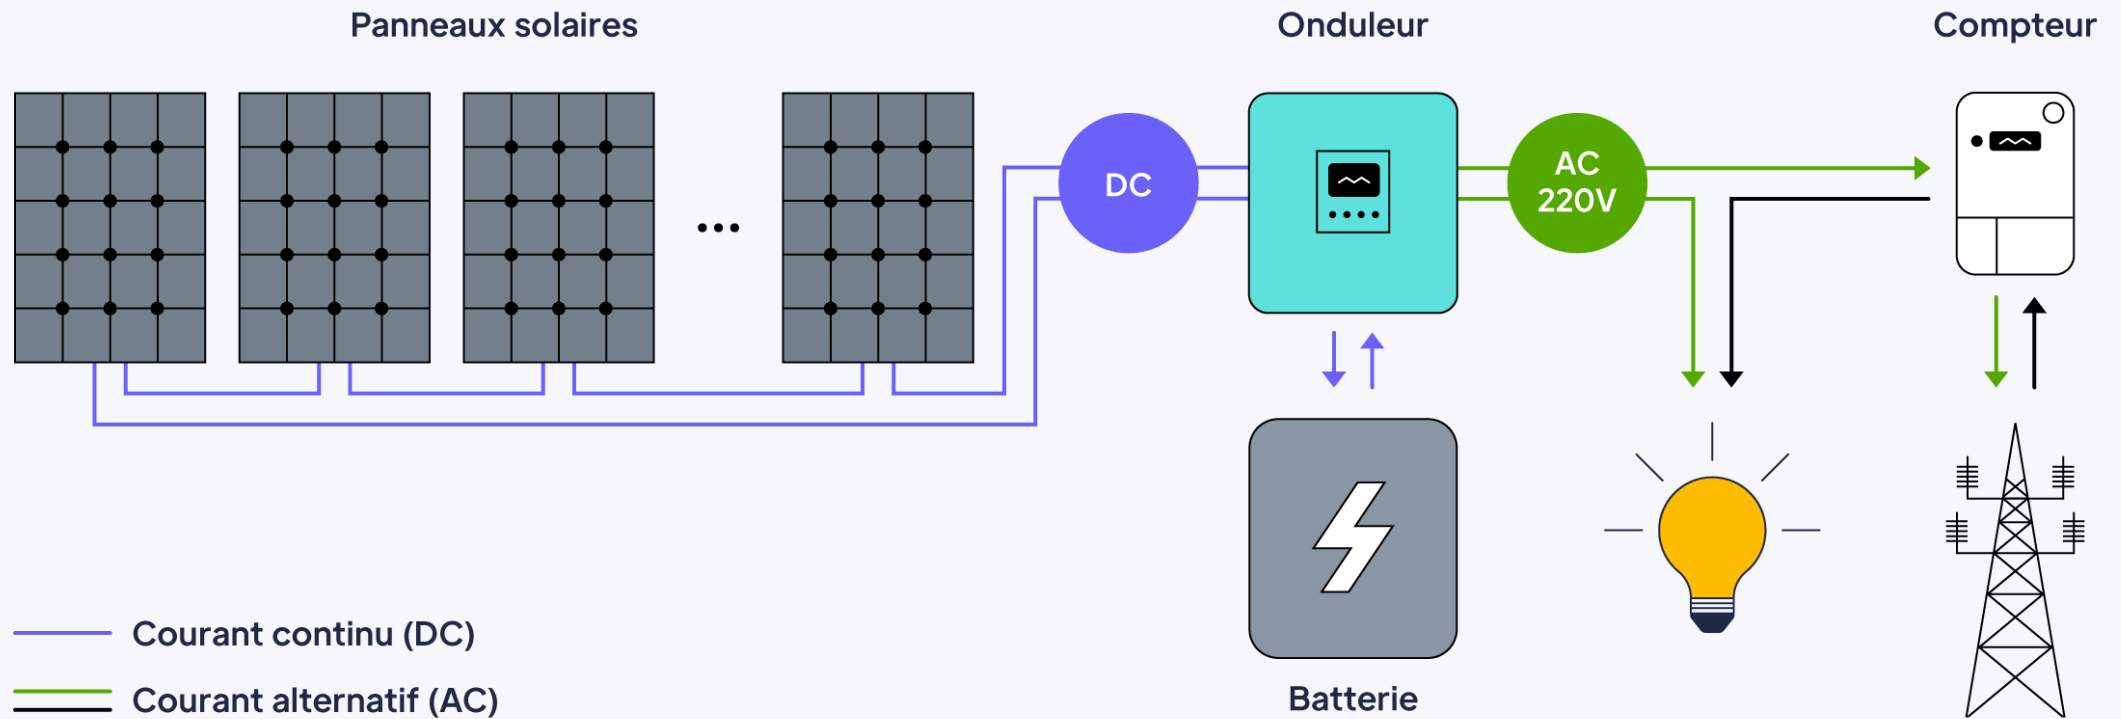 Panneaux solaires
Onduleur
Compteur
DC
AC
220V
Courant continu (DC)
Courant alternatif (AC)
Batterie